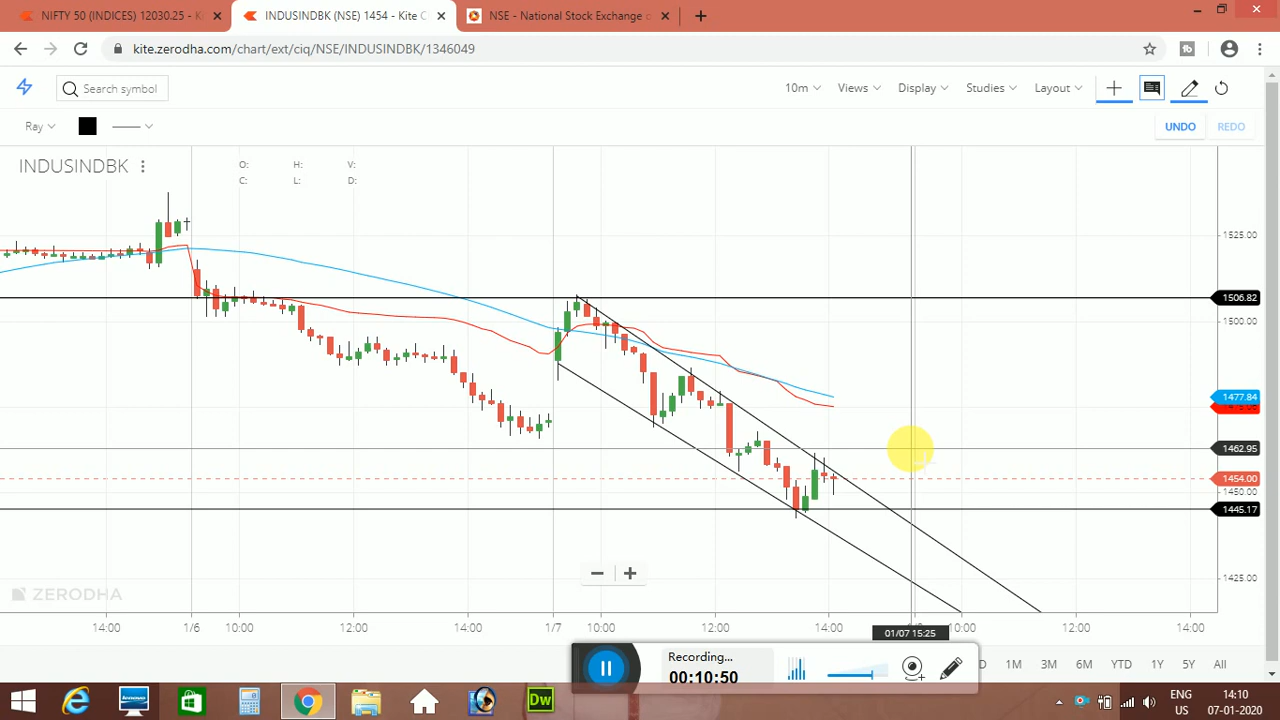 NIFTY 50 (INDICES) 12030.25 - K
INDUSINDBK (NSE) 1454 - Kite C
NSE - National Stock Exchange
kite.zerodha.com/chart/ext/ciq/NSE/INDUSINDBK/1346049
Search symbol
10m
Views
Display
Studies
Layout
Ray
UNDO
REDO
INDUSINDBK
O:
H:
V:
C:
L:
D:
1525.00
1506.82
1500.00
1477.84
1462.95
1454.00
1450.00
1445.17
1425.00
ZERODHA
14:00
1/6
10:00
12:00
14:00
1/7
10:00
12:00
14:00
10:00
12:00
14:00
01/07 15:25
Recording...
00:10:50
D
1M
3M
6M
YTD
1Y
5Y
All
Dw
ENG
US
14:10
07-01-2020